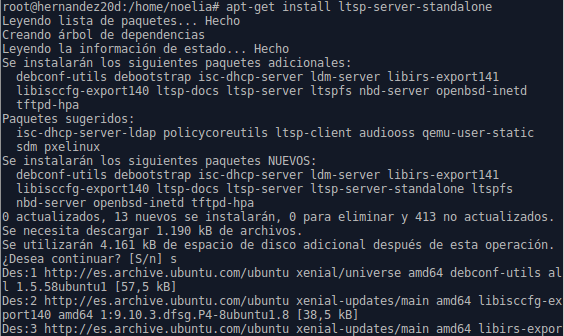 root@hernandez20d:/home/noelia# apt-get install ltsp-server-standalone
Leyendo lista de paquetes... Hecho
Creando árbol de dependencias
Leyendo la información de estado... Hecho
Se instalarán los siguientes paquetes adicionales:
  debconf-utils debootstrap isc-dhcp-server ldm-server libirs-export141
  libisccfg-export140 ltsp-docs ltsp-server ltspfs nbd-server openbsd-inetd
  tftpd-hpa
Paquetes sugeridos:
  isc-dhcp-server-ldap policycoreutils ltsp-client audiooss qemu-user-static
  sdm pxelinux
Se instalarán los siguientes paquetes NUEVOS:
  debconf-utils debootstrap isc-dhcp-server ldm-server libirs-export141
  libisccfg-export140 ltsp-docs ltsp-server ltsp-server-standalone ltspfs
  nbd-server openbsd-inetd tftpd-hpa
0 actualizados, 13 nuevos se instalarán, 0 para eliminar y 413 no actualizados.
Se necesita descargar 1.190 kB de archivos.
Se utilizarán 4.161 kB de espacio de disco adicional después de esta operación.
¿Desea continuar? [S/n] s
Des:1 http://es.archive.ubuntu.com/ubuntu xenial/universe amd64 debconf-utils al
l 1.5.58ubuntu1 [57,5 kB]
Des:2 http://es.archive.ubuntu.com/ubuntu xenial-updates/main amd64 libisccfg-ex
port140 amd64 1:9.10.3.dfsg.P4-8ubuntu1.8 [38,5 kB]
Des:3 http://es.archive.ubuntu.com/ubuntu xenial-updates/main amd64 libirs-expor